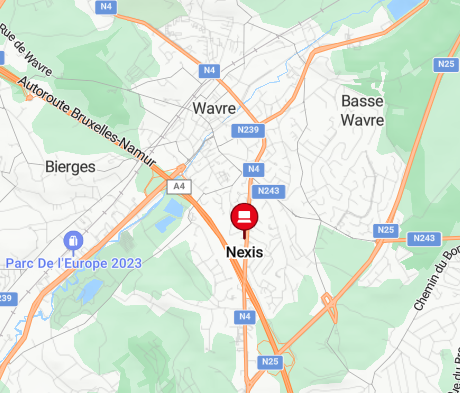 N4
Rue de Wavre
N25
N4
Autoroute Bruxelles-Namur
Wavre
Basse
Wavre
N239
Bierges
N4
A4
N243
N25
N243
Nexis
Parc De l'Europe 2023
Chemin du Bon
239
N4
N25